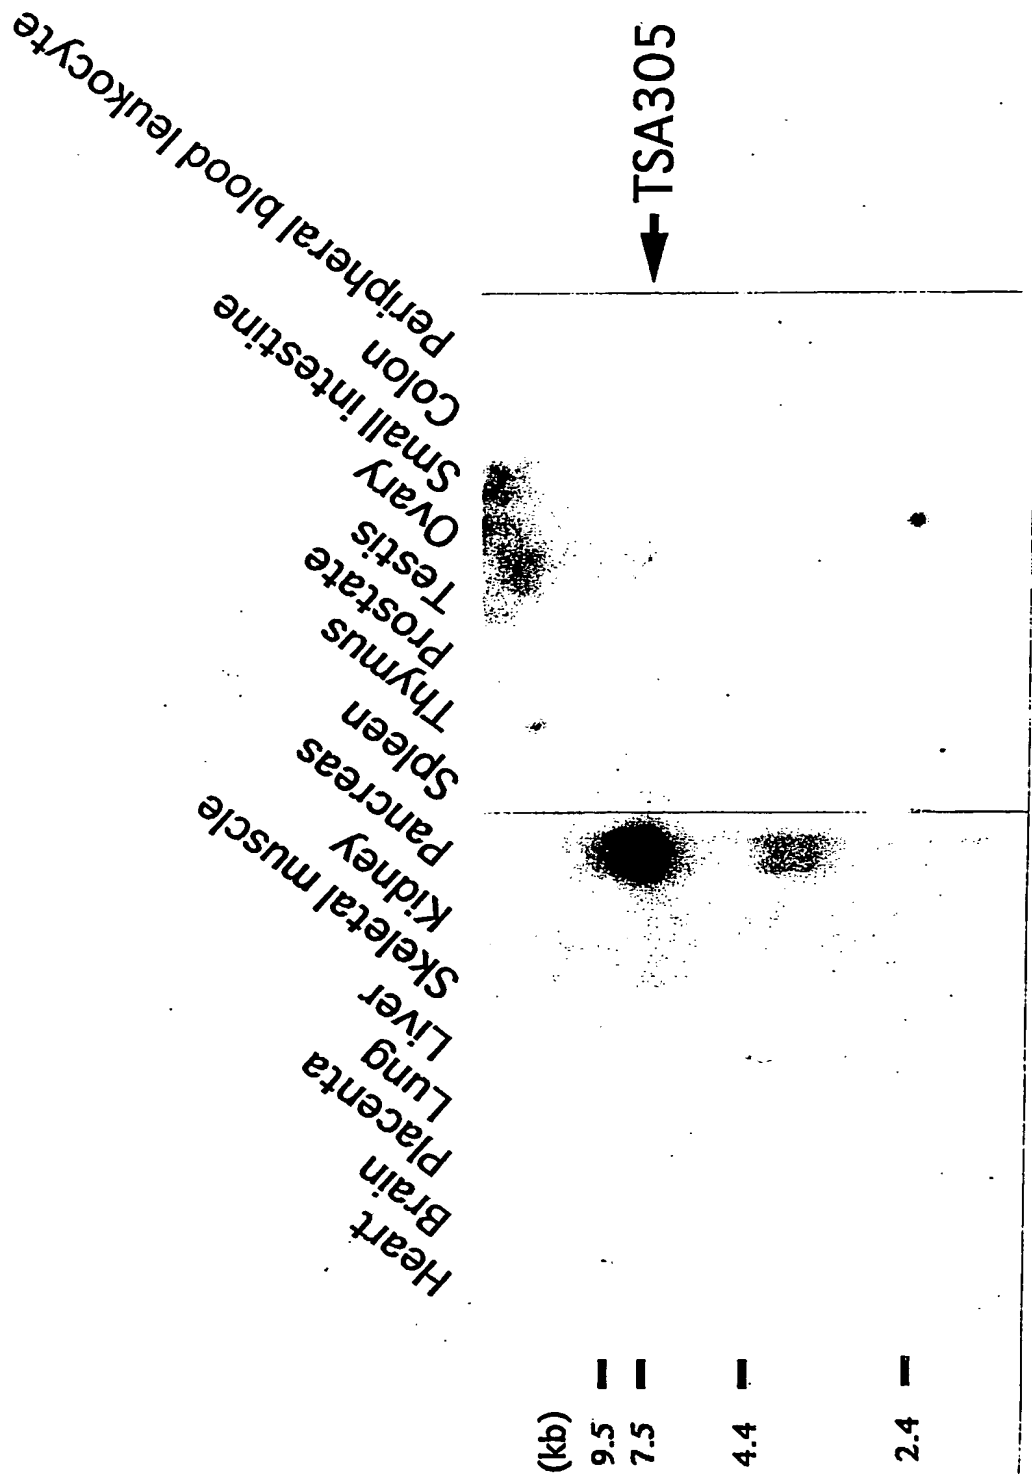 Heart
Brain
Placenta
Lung
Liver
Skeletal muscle
Kidney
Pancreas
Spleen
Thymus
Prostate
Testis
Ovary
Small intestine
Colon
Peripheral blood leukocyte
(kb)
9.5
7.5
4.4
2.4
TSA305